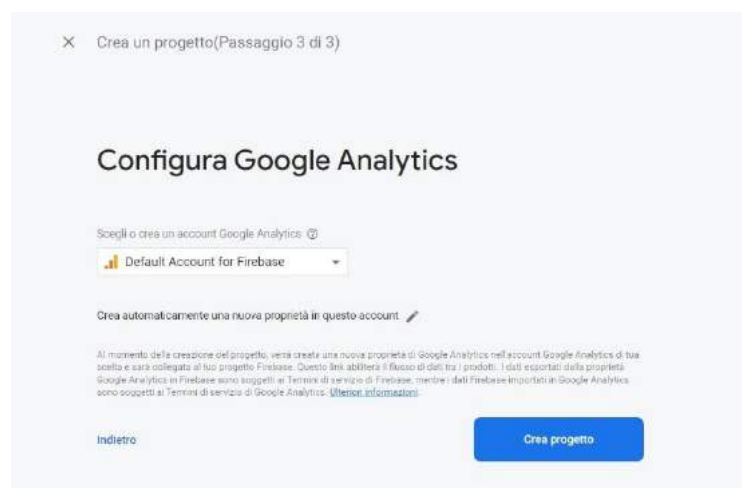 Crea un progetto(Passaggio 3 di 3)
Configura Google Analytics
Scegli o crea un account Google Analytics
Default Account for Firebase
Crea automaticamente una nuova proprietà in questo account
Al momento della creazione del progetto, verrà creata una nuova proprietà di Google Analytics nell'account Google Analytics di tua
scelta e sarà collegata al tuo progetto Firebase. Questo link abiliterà il flusso di dati tra i prodotti. I dati esportati dalla proprietà
Google Analytics in Firebase sono soggetti ai Termini di servizio di Firebase, mentre i dati Firebase importati in Google Analytics
sono soggetti ai Termini di servizio di Google Analytics. Ulteriori informazioni.
Indietro
Crea progetto